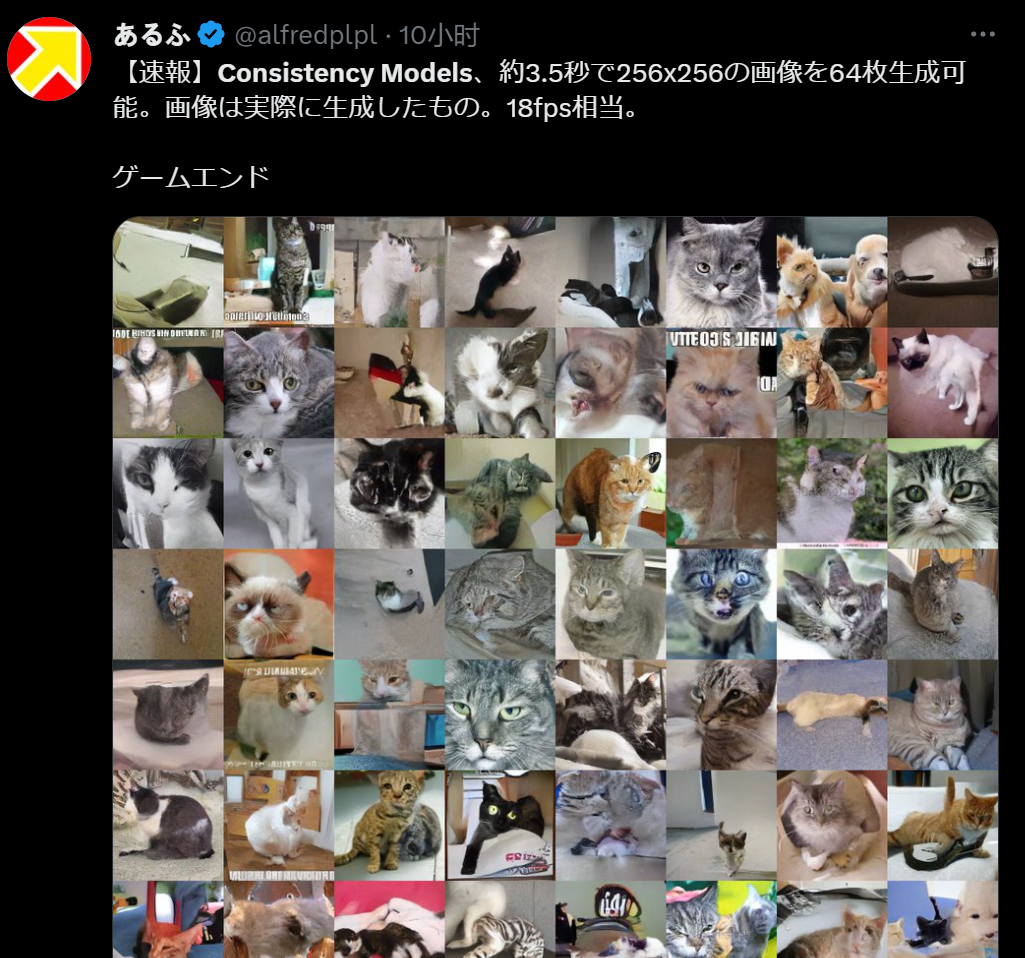 あるふ @alfredplpl · 10小时
【速報】Consistency Models、約3.5秒で256x256の画像を64枚生成可
能。画像は実際に生成したもの。18fps相当。
ゲームエンド